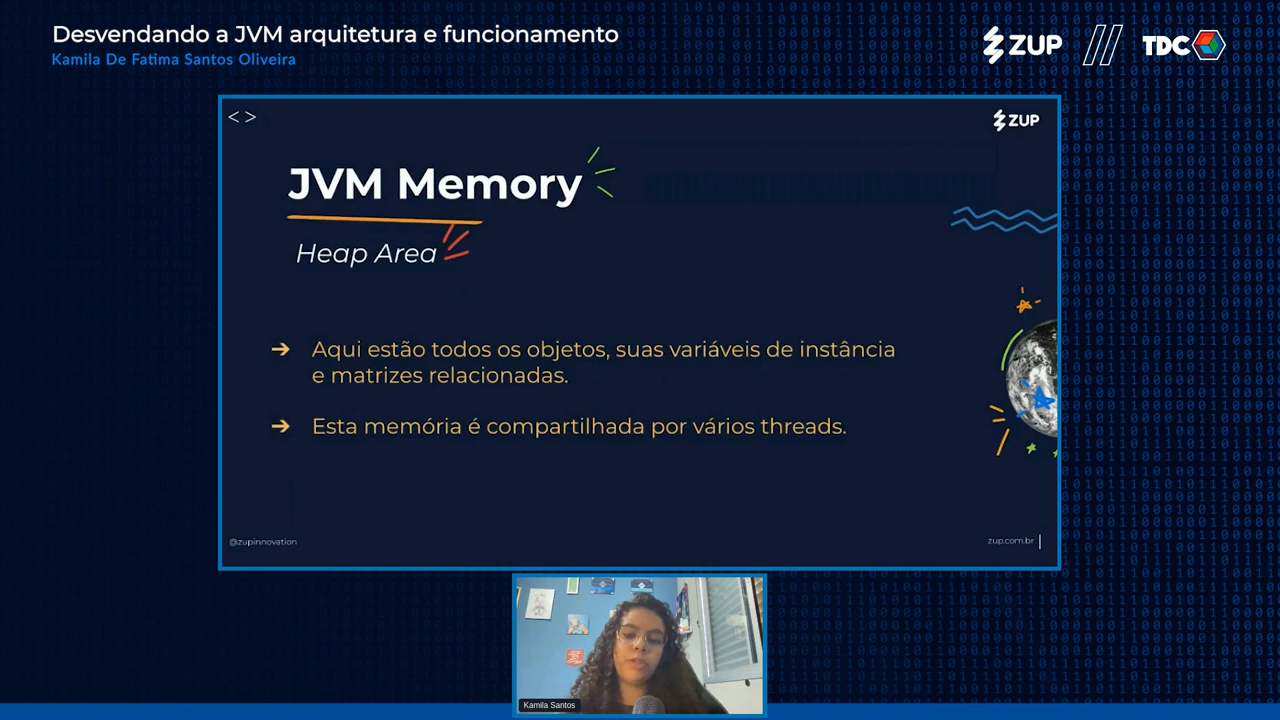 Desvendando a JVM arquitetura e funcionamento
Kamila De Fatima Santos Oliveira
ZUP
TDC
< >
ZUP
JVM Memory
Heap Area
➔ Aqui estão todos os objetos, suas variáveis de instância
e matrizes relacionadas.
➔ Esta memória é compartilhada por vários threads.
@zupinnovation
zup.com.br
Kamila Santos